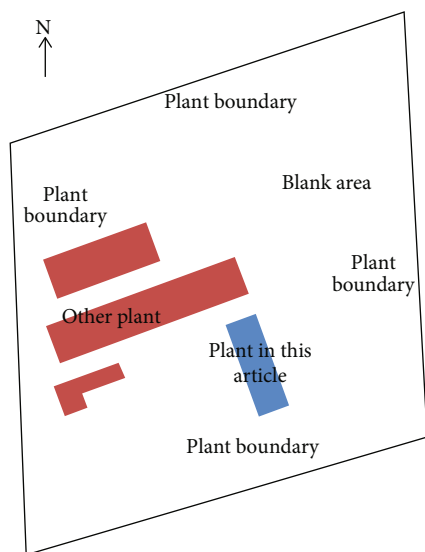 N
Plant boundary
Blank area
Plant
boundary
Plant
boundary
Other plant
Plant in this
article
Plant boundary